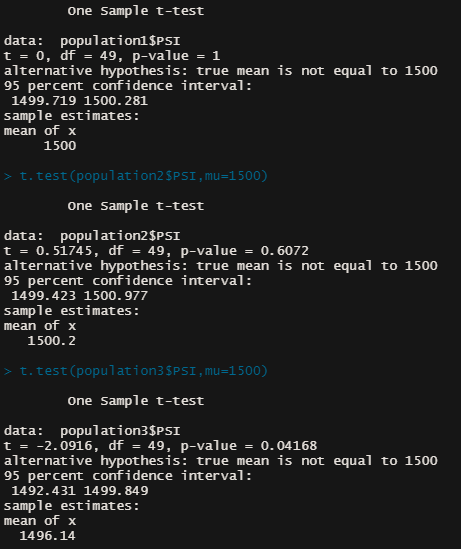 One Sample t-test
data:  population1$PSI
t = 0, df = 49, p-value = 1
alternative hypothesis: true mean is not equal to 1500
95 percent confidence interval:
 1499.719 1500.281
sample estimates:
mean of x
     1500
> t.test(population2$PSI,mu=1500)
One Sample t-test
data:  population2$PSI
t = 0.51745, df = 49, p-value = 0.6072
alternative hypothesis: true mean is not equal to 1500
95 percent confidence interval:
 1499.423 1500.977
sample estimates:
mean of x
   1500.2
> t.test(population3$PSI,mu=1500)
One Sample t-test
data:  population3$PSI
t = -2.0916, df = 49, p-value = 0.04168
alternative hypothesis: true mean is not equal to 1500
95 percent confidence interval:
 1492.431 1499.849
sample estimates:
mean of x
  1496.14